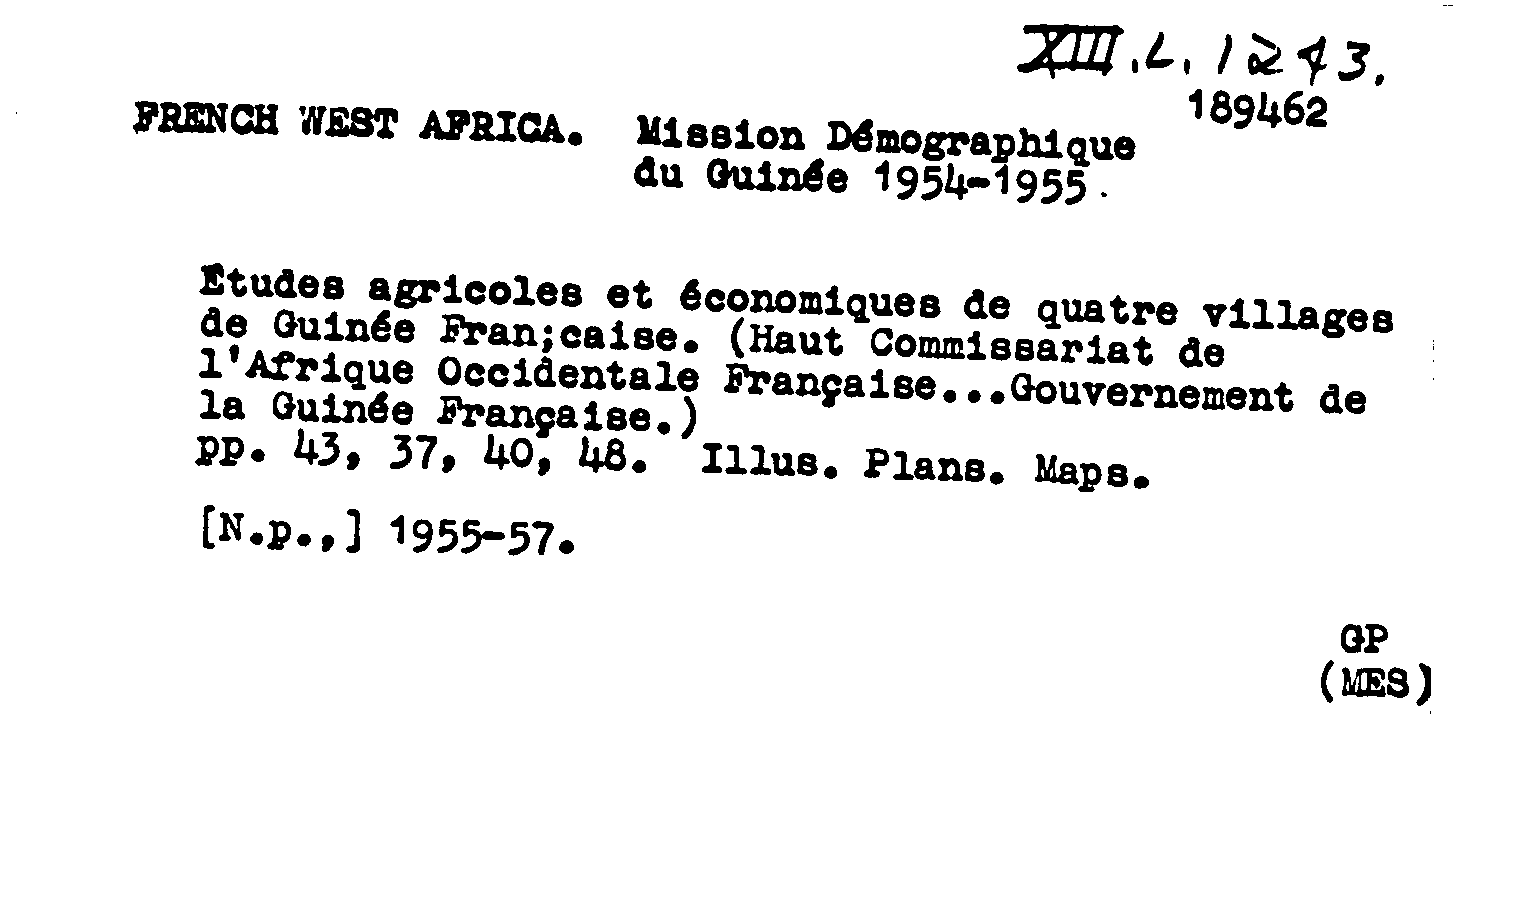 XIII.L.1273.
189462
FRENCH WEST AFRICA. Mission Démographique
du Guinée 1954-1955.
Etudes agricoles et économiques de quatre villages
de Guinée Fran;caise. (Haut Commissariat de
l'Afrique Occidentale Française...Gouvernement de
la Guinée Française.)
pp. 43, 37, 40, 48. Illus. Plans. Maps.
[N.p.,] 1955-57.
GP
(MES)